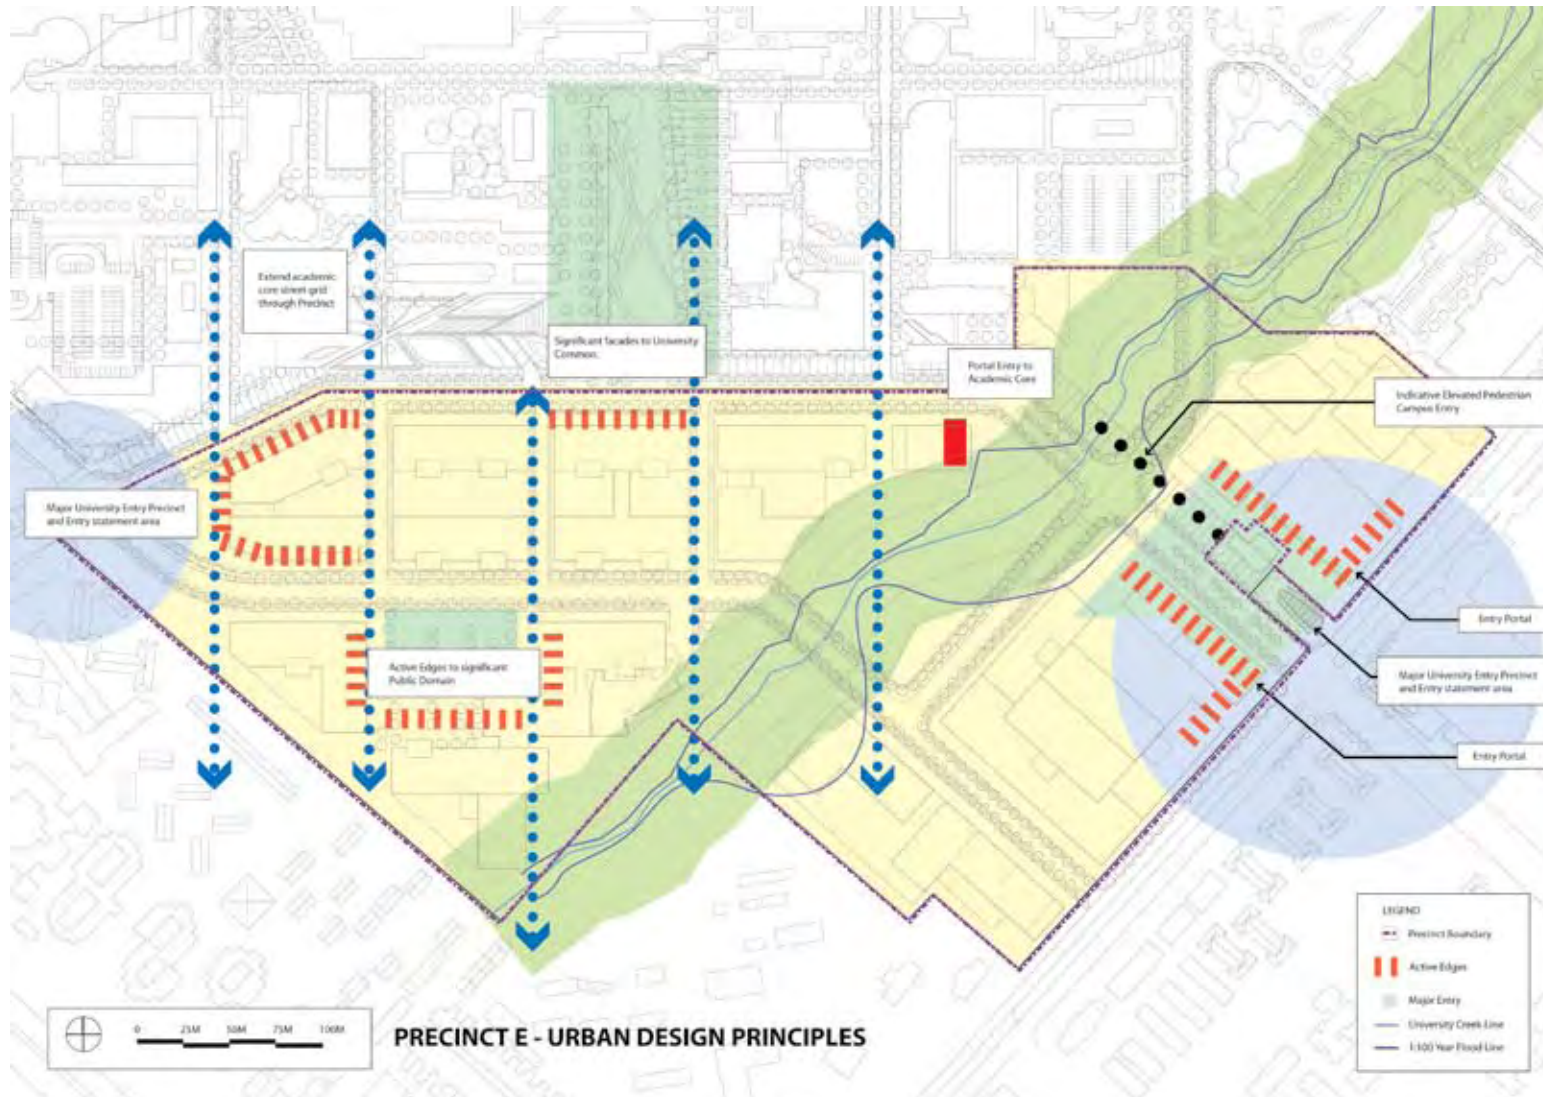 Extend academic
core street grid
through Precinct
Significant facades to University
Common.
Portal Entry to
Academic Core
Indicative Elevated Pedestrian
Campus Entry
Major University Entry Precinct
and Entry statement area
Entry Portal
Active Edges to significant
Public Domain
Major University Entry Precinct
and Entry statement area
Entry Portal
LEGEND
Precinct Boundary
Active Edges
Major Entry
University Creek Line
1:100 Year Flood Line
0 25M 50M 75M 100M
PRECINCT E - URBAN DESIGN PRINCIPLES